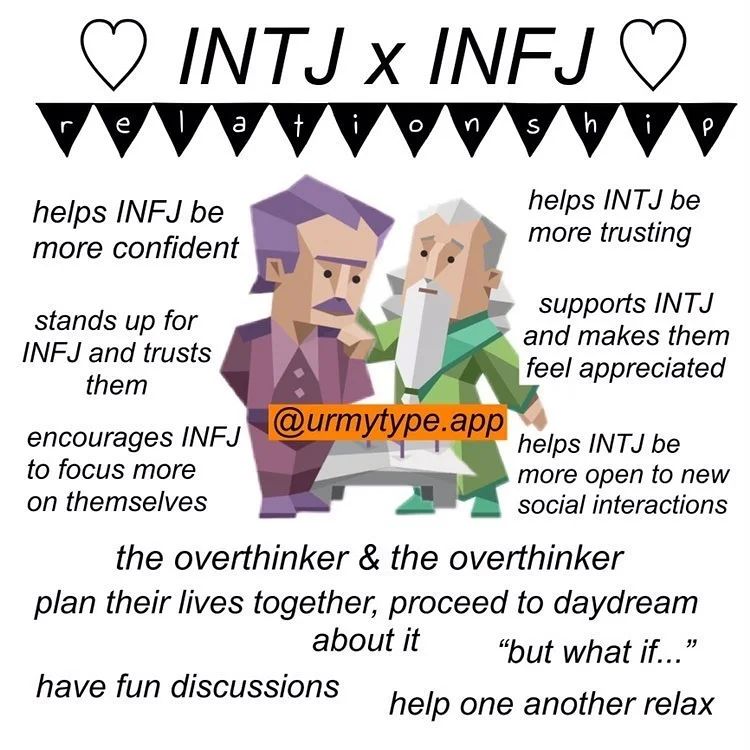 ♡ INTJ x INFJ ♡
relationship
helps INFJ be
more confident
stands up for
INFJ and trusts
them
encourages INFJ
to focus more
on themselves
helps INTJ be
more trusting
supports INTJ
and makes them
feel appreciated
helps INTJ be
more open to new
social interactions
@urmytype.app
the overthinker & the overthinker
plan their lives together, proceed to daydream
about it
“but what if...”
have fun discussions
help one another relax